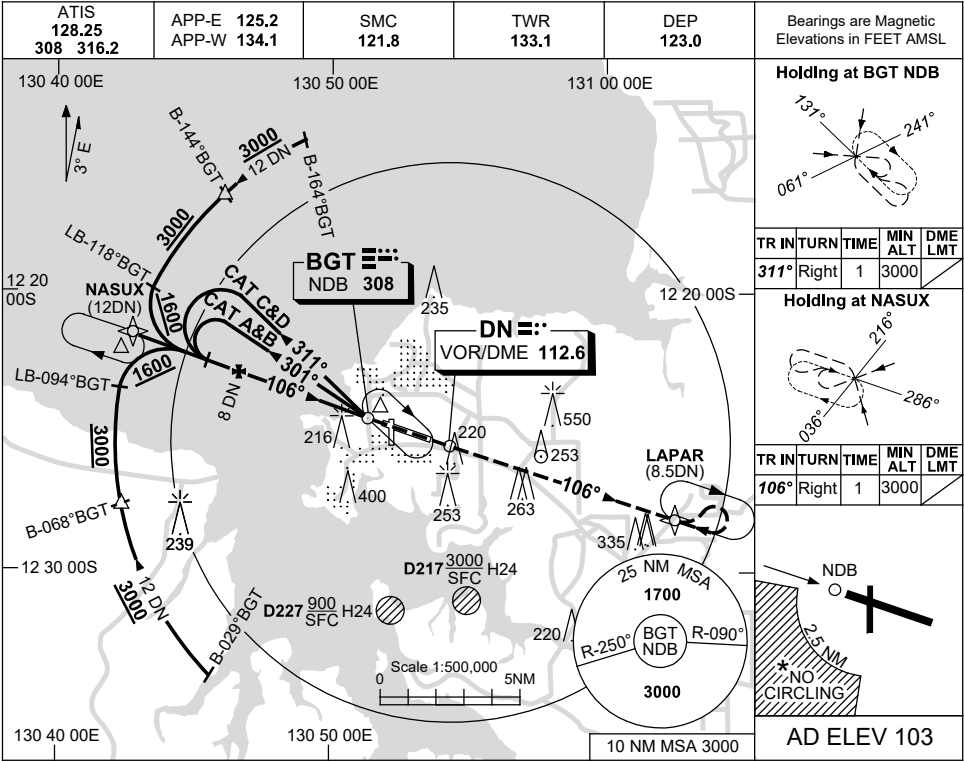 ATIS
128.25
308 316.2
APP-E 125.2
APP-W 134.1
SMC
121.8
TWR
133.1
DEP
123.0
Bearings are Magnetic
Elevations in FEET AMSL
130 40 00E
130 50 00E
131 00 00E
3° E
B-144°BGT
3000
12 DN
B-164°BGT
3000
LB-118°BGT
12 20
00S
NASUX
(12DN)
1600
CAT C&D
CAT A&B
311°
301°
106°
BGT
NDB 308
235
12 20 00S
DN
VOR/DME 112.6
LB-094°BGT
1600
8 DN
216
220
550
253
3000
400
253
263
106°
LAPAR
(8.5DN)
B-068°BGT
239
335
12 30 00S
12 DN
3000
B-029°BGT
D217 3000
SFC H24
D227 900
SFC H24
220
25 NM MSA
1700
R-250°
BGT
NDB
R-090°
3000
Scale 1:500,000
0
5NM
130 40 00E
130 50 00E
10 NM MSA 3000
Holding at BGT NDB
131°
241°
061°
TR IN TURN TIME MIN ALT DME LMT
311° Right 1 3000
Holding at NASUX
216°
286°
036°
TR IN TURN TIME MIN ALT DME LMT
106° Right 1 3000
NDB
2.5 NM
*NO
CIRCLING
AD ELEV 103